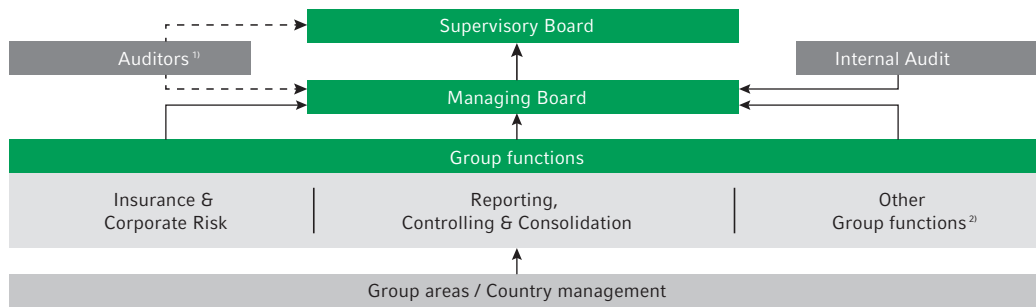 Supervisory Board
Auditors 1)
Internal Audit
Managing Board
Group functions
Insurance &
Corporate Risk
Reporting,
Controlling & Consolidation
Other
Group functions 2)
Group areas / Country management